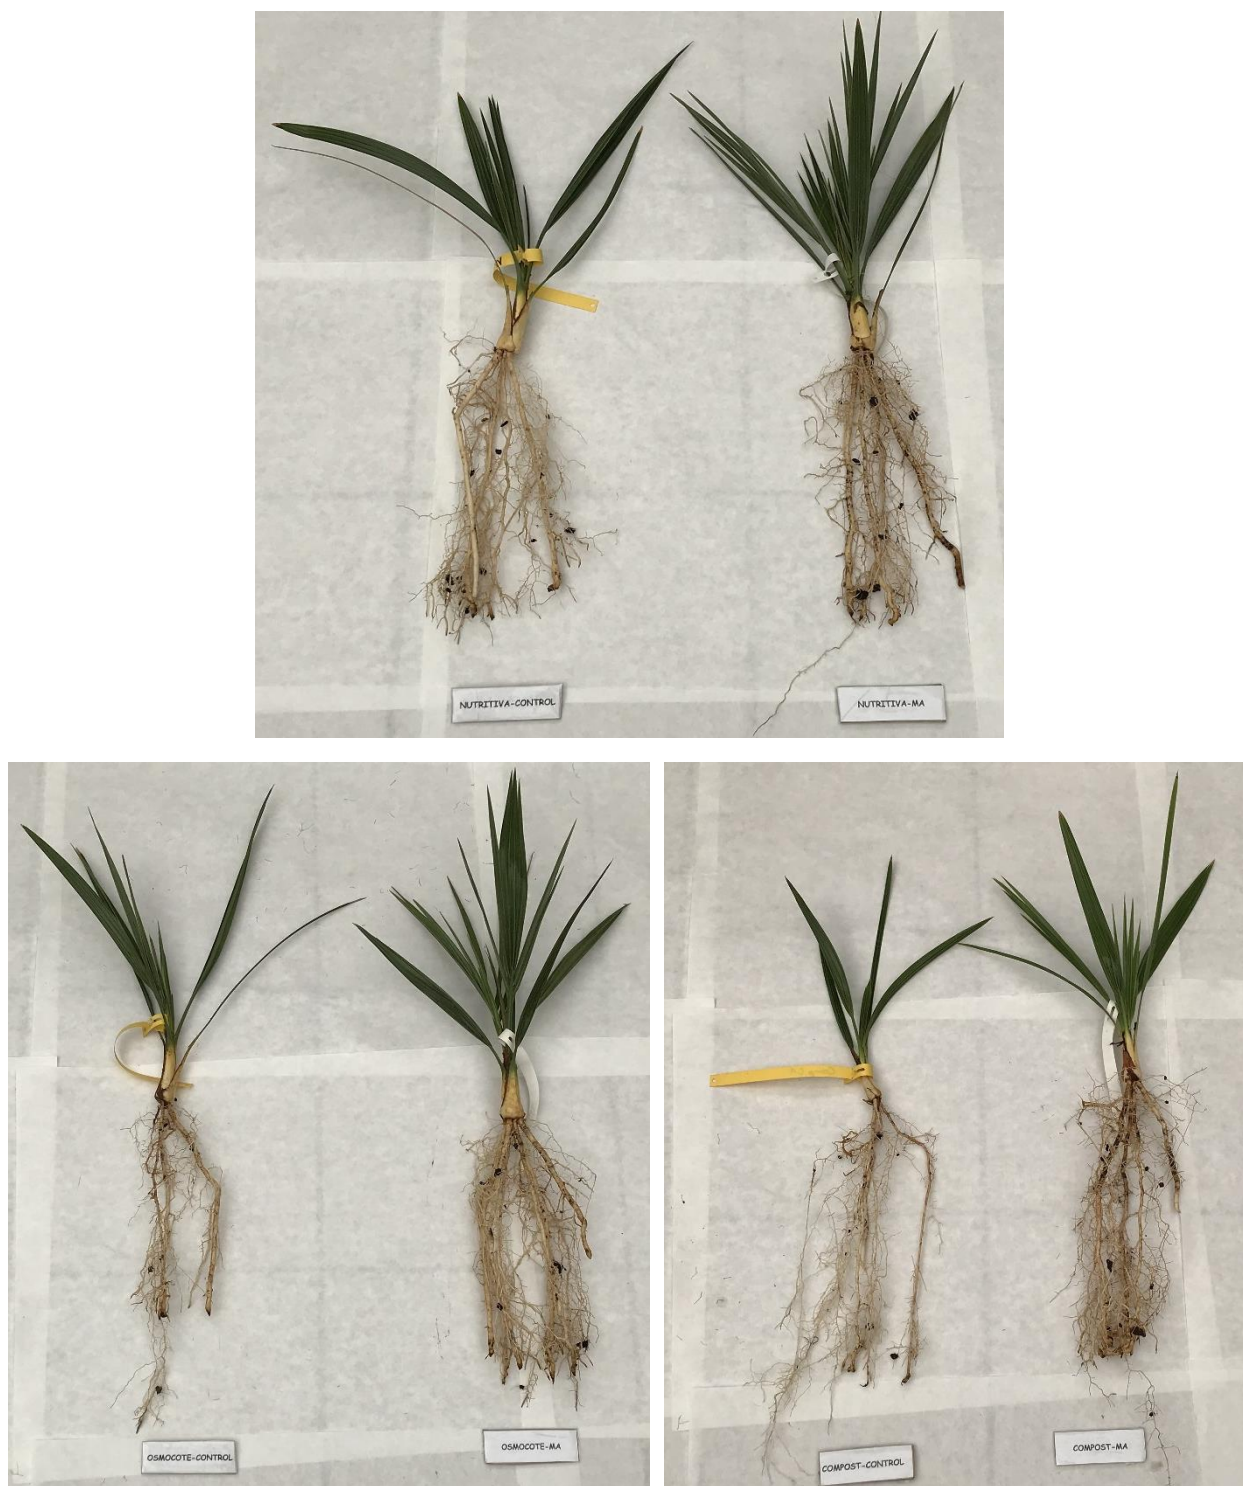 NUTRITIVA-CONTROL
NUTRITIVA-MA
OSMOCOTE-CONTROL
OSMOCOTE-MA
COMPOST-CONTROL
COMPOST-MA